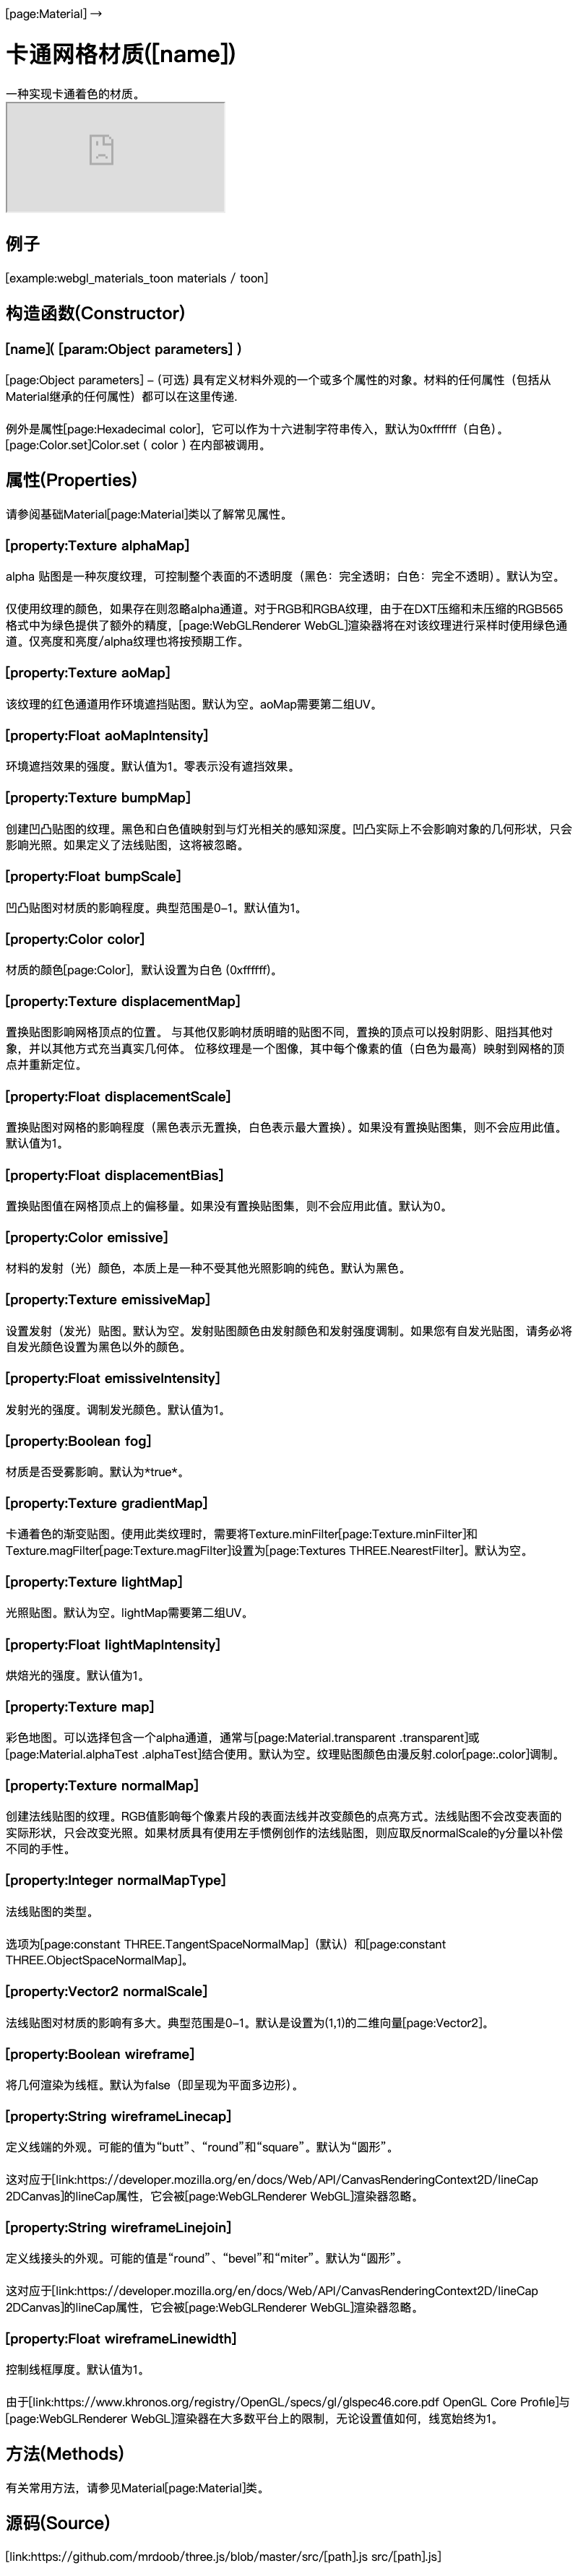 [page:Material] →
卡通网格材质([name])
一种实现卡通着色的材质。
例子
[example:webgl_materials_toon materials / toon]
构造函数(Constructor)
[name]( [param:Object parameters] )
[page:Object parameters] - (可选) 具有定义材料外观的一个或多个属性的对象。材料的任何属性（包括从
Material继承的任何属性）都可以在这里传递.
例外是属性[page:Hexadecimal color]，它可以作为十六进制字符串传入，默认为0xffffff（白色）。
[page:Color.set]Color.set ( color ) 在内部被调用。
属性(Properties)
请参阅基础Material[page:Material]类以了解常见属性。
[property:Texture alphaMap]
alpha 贴图是一种灰度纹理，可控制整个表面的不透明度（黑色：完全透明；白色：完全不透明）。默认为空。
仅使用纹理的颜色，如果存在则忽略alpha通道。对于RGB和RGBA纹理，由于在DXT压缩和未压缩的RGB565
格式中为绿色提供了额外的精度，[page:WebGLRenderer WebGL]渲染器将在对该纹理进行采样时使用绿色通
道。仅亮度和亮度/alpha纹理也将按预期工作。
[property:Texture aoMap]
该纹理的红色通道用作环境遮挡贴图。默认为空。aoMap需要第二组UV。
[property:Float aoMapIntensity]
环境遮挡效果的强度。默认值为1。零表示没有遮挡效果。
[property:Texture bumpMap]
创建凹凸贴图的纹理。黑色和白色值映射到与灯光相关的感知深度。凹凸实际上不会影响对象的几何形状，只会
影响光照。如果定义了法线贴图，这将被忽略。
[property:Float bumpScale]
凹凸贴图对材质的影响程度。典型范围是0-1。默认值为1。
[property:Color color]
材质的颜色[page:Color]，默认设置为白色 (0xffffff)。
[property:Texture displacementMap]
置换贴图影响网格顶点的位置。 与其他仅影响材质明暗的贴图不同，置换的顶点可以投射阴影、阻挡其他对
象，并以其他方式充当真实几何体。 位移纹理是一个图像，其中每个像素的值（白色为最高）映射到网格的顶
点并重新定位。
[property:Float displacementScale]
置换贴图对网格的影响程度（黑色表示无置换，白色表示最大置换）。如果没有置换贴图集，则不会应用此值。
默认值为1。
[property:Float displacementBias]
置换贴图值在网格顶点上的偏移量。如果没有置换贴图集，则不会应用此值。默认为0。
[property:Color emissive]
材料的发射（光）颜色，本质上是一种不受其他光照影响的纯色。默认为黑色。
[property:Texture emissiveMap]
设置发射（发光）贴图。默认为空。发射贴图颜色由发射颜色和发射强度调制。如果您有自发光贴图，请务必将
自发光颜色设置为黑色以外的颜色。
[property:Float emissiveIntensity]
发射光的强度。调制发光颜色。默认值为1。
[property:Boolean fog]
材质是否受雾影响。默认为*true*。
[property:Texture gradientMap]
卡通着色的渐变贴图。使用此类纹理时，需要将Texture.minFilter[page:Texture.minFilter]和
Texture.magFilter[page:Texture.magFilter]设置为[page:Textures THREE.NearestFilter]。默认为空。
[property:Texture lightMap]
光照贴图。默认为空。lightMap需要第二组UV。
[property:Float lightMapIntensity]
烘焙光的强度。默认值为1。
[property:Texture map]
彩色地图。可以选择包含一个alpha通道，通常与[page:Material.transparent .transparent]或
[page:Material.alphaTest .alphaTest]结合使用。默认为空。纹理贴图颜色由漫反射.color[page:.color]调制。
[property:Texture normalMap]
创建法线贴图的纹理。RGB值影响每个像素片段的表面法线并改变颜色的点亮方式。法线贴图不会改变表面的
实际形状，只会改变光照。如果材质具有使用左手惯例创作的法线贴图，则应取反normalScale的y分量以补偿
不同的手性。
[property:Integer normalMapType]
法线贴图的类型。
选项为[page:constant THREE.TangentSpaceNormalMap]（默认）和[page:constant
THREE.ObjectSpaceNormalMap]。
[property:Vector2 normalScale]
法线贴图对材质的影响有多大。典型范围是0-1。默认是设置为(1,1)的二维向量[page:Vector2]。
[property:Boolean wireframe]
将几何渲染为线框。默认为false（即呈现为平面多边形）。
[property:String wireframeLinecap]
定义线端的外观。可能的值为“butt”、“round”和“square”。默认为“圆形”。
这对应于[link:https://developer.mozilla.org/en/docs/Web/API/CanvasRenderingContext2D/lineCap
2DCanvas]的lineCap属性，它会被[page:WebGLRenderer WebGL]渲染器忽略。
[property:String wireframeLinejoin]
定义线接头的外观。可能的值是“round”、“bevel”和“miter”。默认为“圆形”。
这对应于[link:https://developer.mozilla.org/en/docs/Web/API/CanvasRenderingContext2D/lineCap
2DCanvas]的lineCap属性，它会被[page:WebGLRenderer WebGL]渲染器忽略。
[property:Float wireframeLinewidth]
控制线框厚度。默认值为1。
由于[link:https://www.khronos.org/registry/OpenGL/specs/gl/glspec46.core.pdf OpenGL Core Profile]与
[page:WebGLRenderer WebGL]渲染器在大多数平台上的限制，无论设置值如何，线宽始终为1。
方法(Methods)
有关常用方法，请参见Material[page:Material]类。
源码(Source)
[link:https://github.com/mrdoob/three.js/blob/master/src/[path].js src/[path].js]